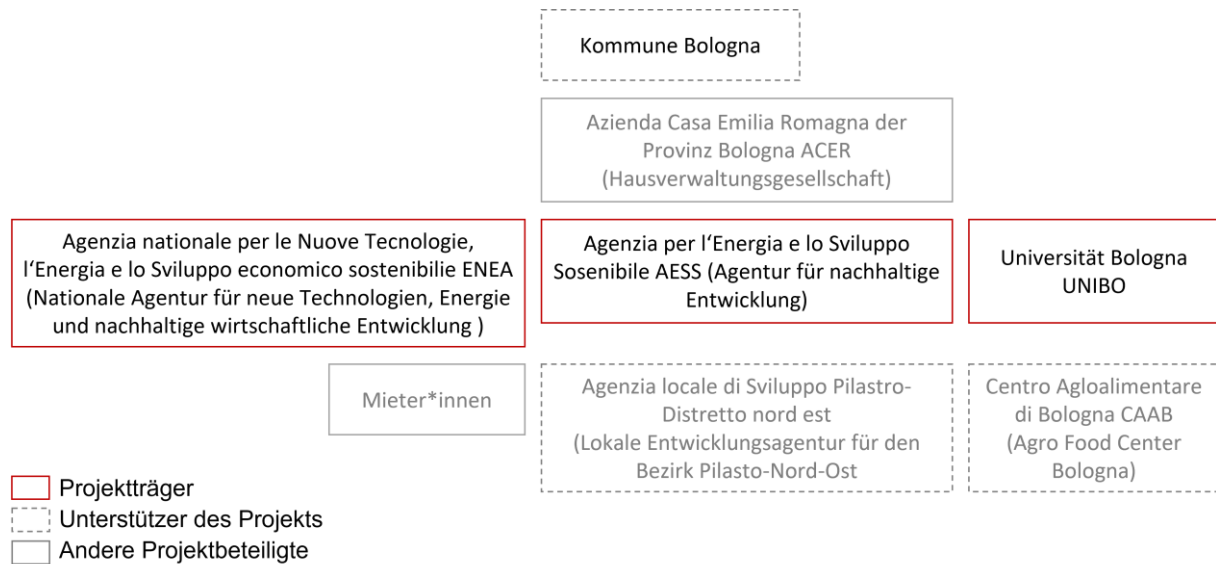 Kommune Bologna
Azienda Casa Emilia Romagna der
Provinz Bologna ACER
(Hausverwaltungsgesellschaft)
Agenzia nationale per le Nuove Tecnologie,
l‘Energia e lo Sviluppo economico sostenibilie ENEA
(Nationale Agentur für neue Technologien, Energie
und nachhaltige wirtschaftliche Entwicklung )
Agenzia per l‘Energia e lo Sviluppo
Sosenibile AESS (Agentur für nachhaltige
Entwicklung)
Universität Bologna
UNIBO
Mieter*innen
Agenzia locale di Sviluppo Pilastro-
Distretto nord est
(Lokale Entwicklungsagentur für den
Bezirk Pilasto-Nord-Ost
Centro Agloalimentare
di Bologna CAAB
(Agro Food Center
Bologna)
Projektträger
Unterstützer des Projekts
Andere Projektbeteiligte